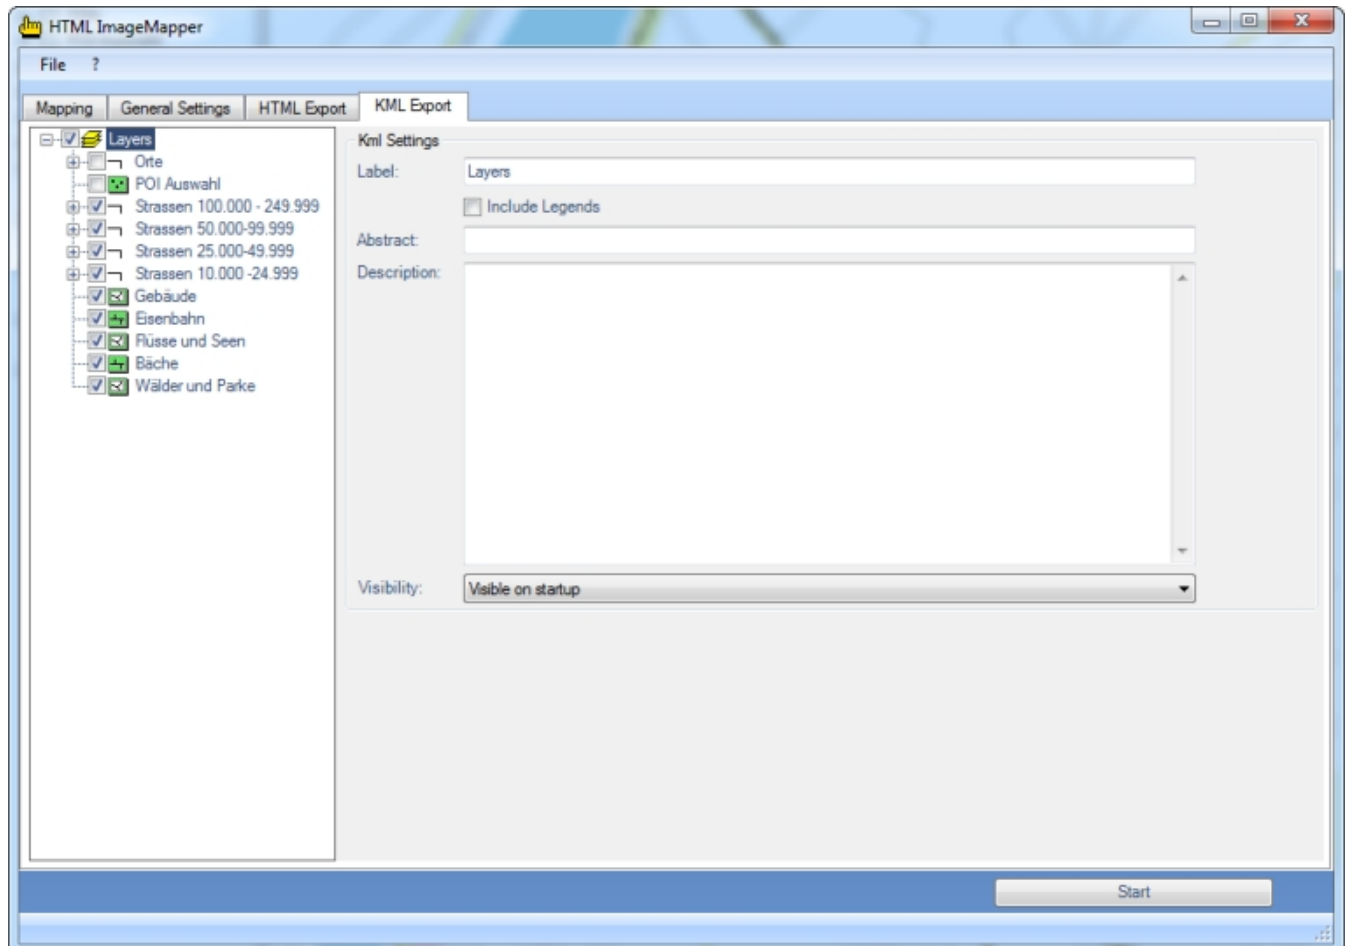 HTML ImageMapper
File ?
Mapping General Settings HTML Export KML Export
Layers
Orte
POI Auswahl
Strassen 100.000 - 249.999
Strassen 50.000-99.999
Strassen 25.000-49.999
Strassen 10.000 -24.999
Gebäude
Eisenbahn
Flüsse und Seen
Bäche
Wälder und Parke
Kml Settings
Label: Layers
Include Legends
Abstract:
Description:
Visibility: Visible on startup
Start